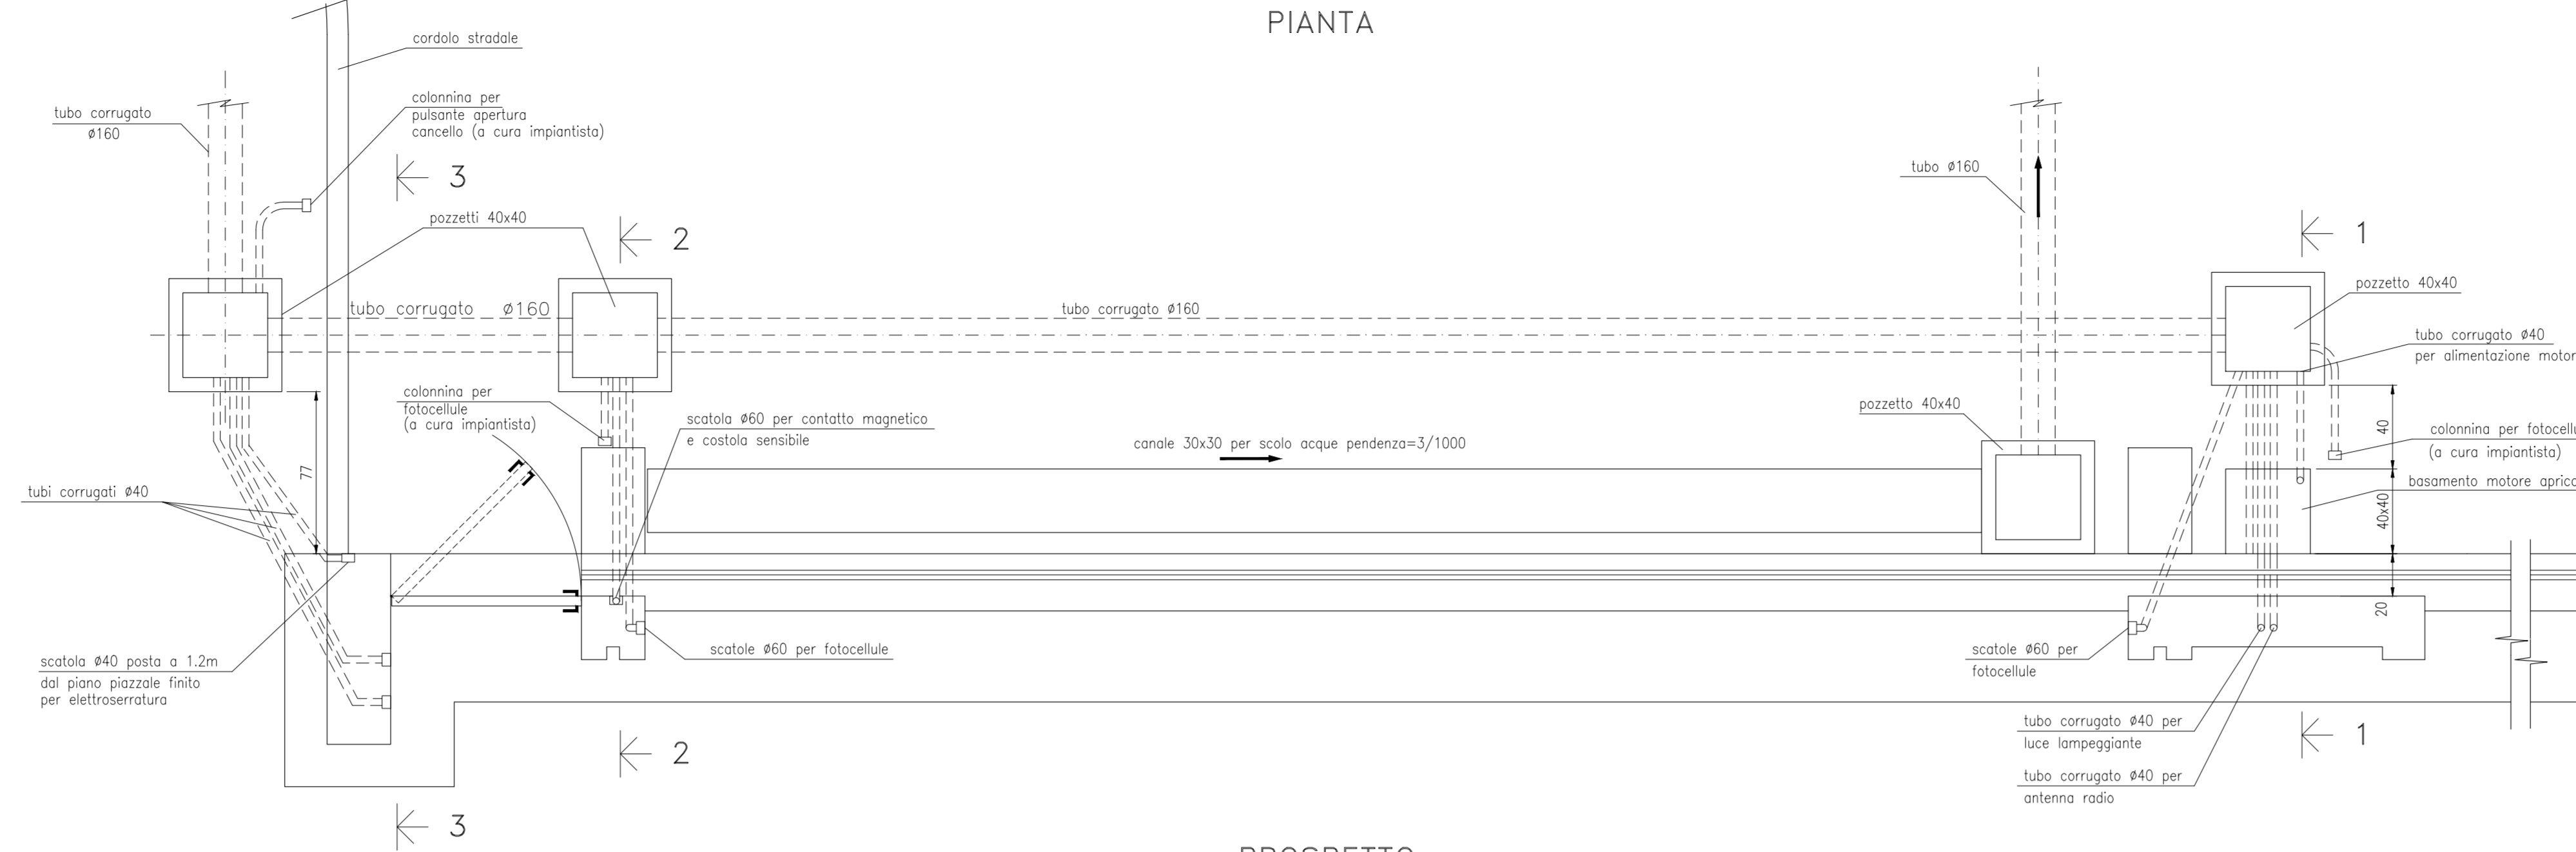 PIANTA
cordolo stradale
colonnina per
pulsante apertura
cancello (a cura impiantista)
tubo corrugato
ø160
3
2
pozzetti 40x40
tubo ø160
1
pozzetto 40x40
tubo corrugato ø160
tubo corrugato ø160
tubo corrugato ø40
per alimentazione motor
colonnina per
fotocellule
(a cura impiantista)
scatola ø60 per contatto magnetico
e costola sensibile
canale 30x30 per scolo acque pendenza=3/1000
pozzetto 40x40
40
colonnina per fotocellu
(a cura impiantista)
77
tubi corrugati ø40
basamento motore aprica
40x40
20
scatola ø40 posta a 1.2m
dal piano piazzale finito
per elettroserratura
scatole ø60 per fotocellule
scatole ø60 per
fotocellule
tubo corrugato ø40 per
luce lampeggiante
tubo corrugato ø40 per
antenna radio
2
1
3
PROSPETTO